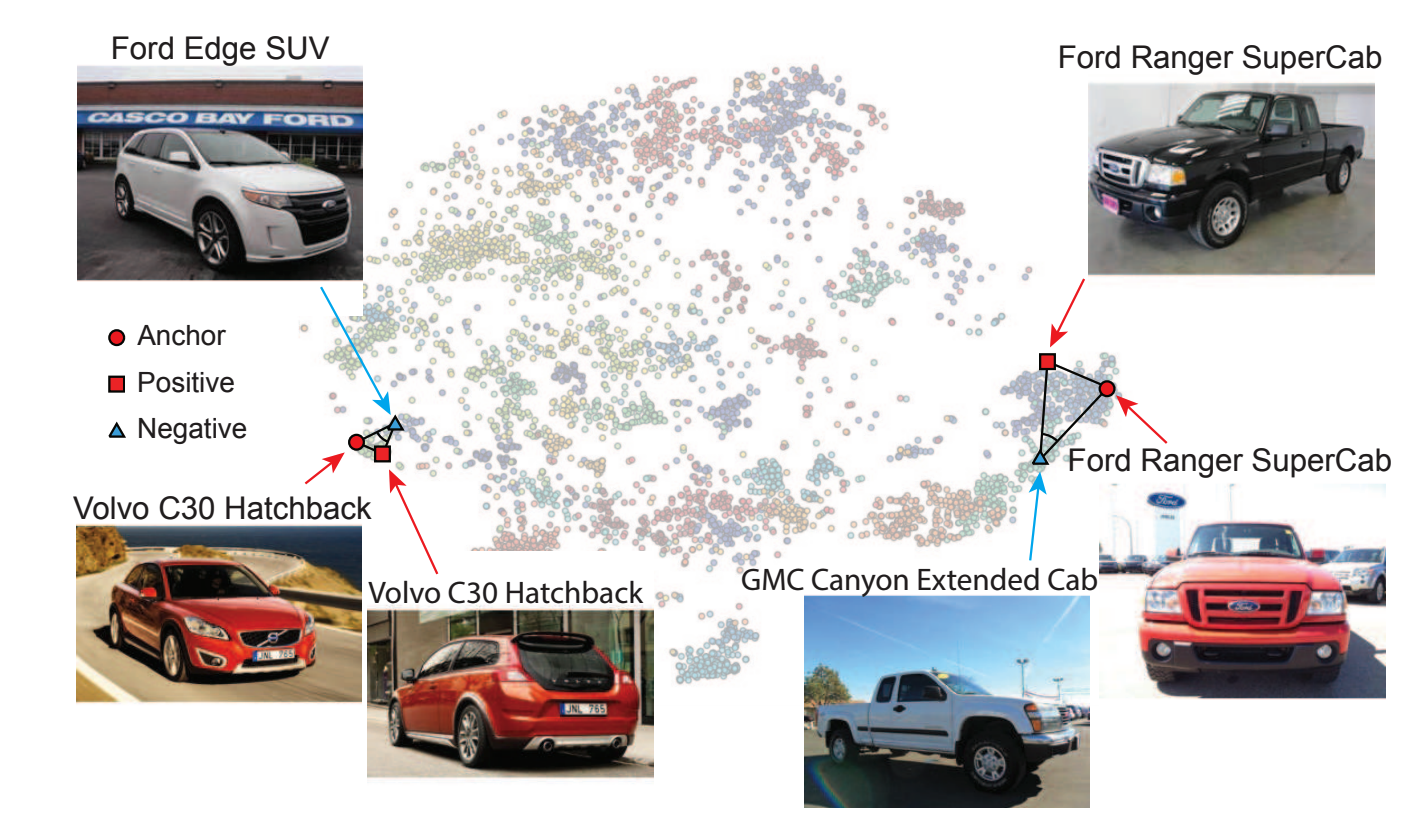 Ford Edge SUV
CASCO BAY FORD
Ford Ranger SuperCab
Anchor
Positive
Negative
Ford Ranger SuperCab
Ford
Volvo C30 Hatchback
JNL 765
Volvo C30 Hatchback
JNL 765
GMC Canyon Extended Cab